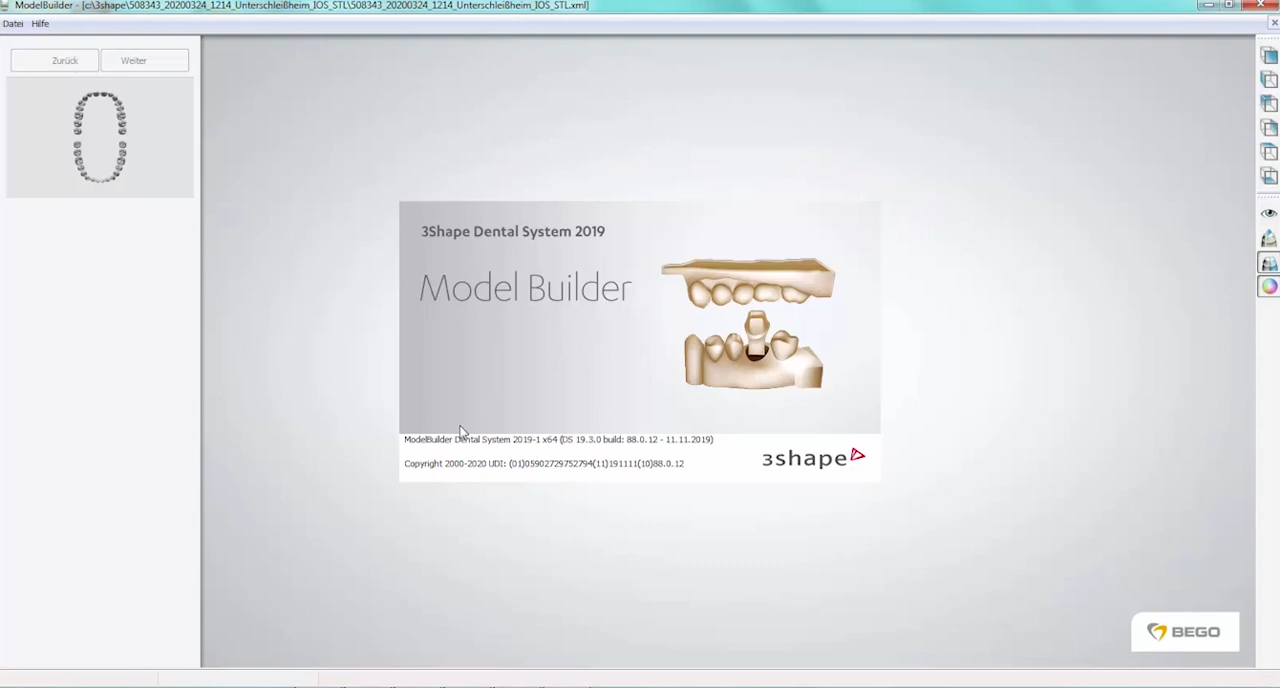 ModelBuilder - [c:\3shape\508343_20200324_1214_Unterschleißheim_IOS_STL\508343_20200324_1214_Unterschleißheim_IOS_STL.xml]
Datei Hilfe
Zurück Weiter
3Shape Dental System 2019
Model Builder
ModelBuilder Dental System 2019-1 x64 (DS 19.3.0 build: 88.0.12 - 11.11.2019)
Copyright 2000-2020 UDI: (01)05902729752794(11)191111(10)88.0.12
3shape
BEGO